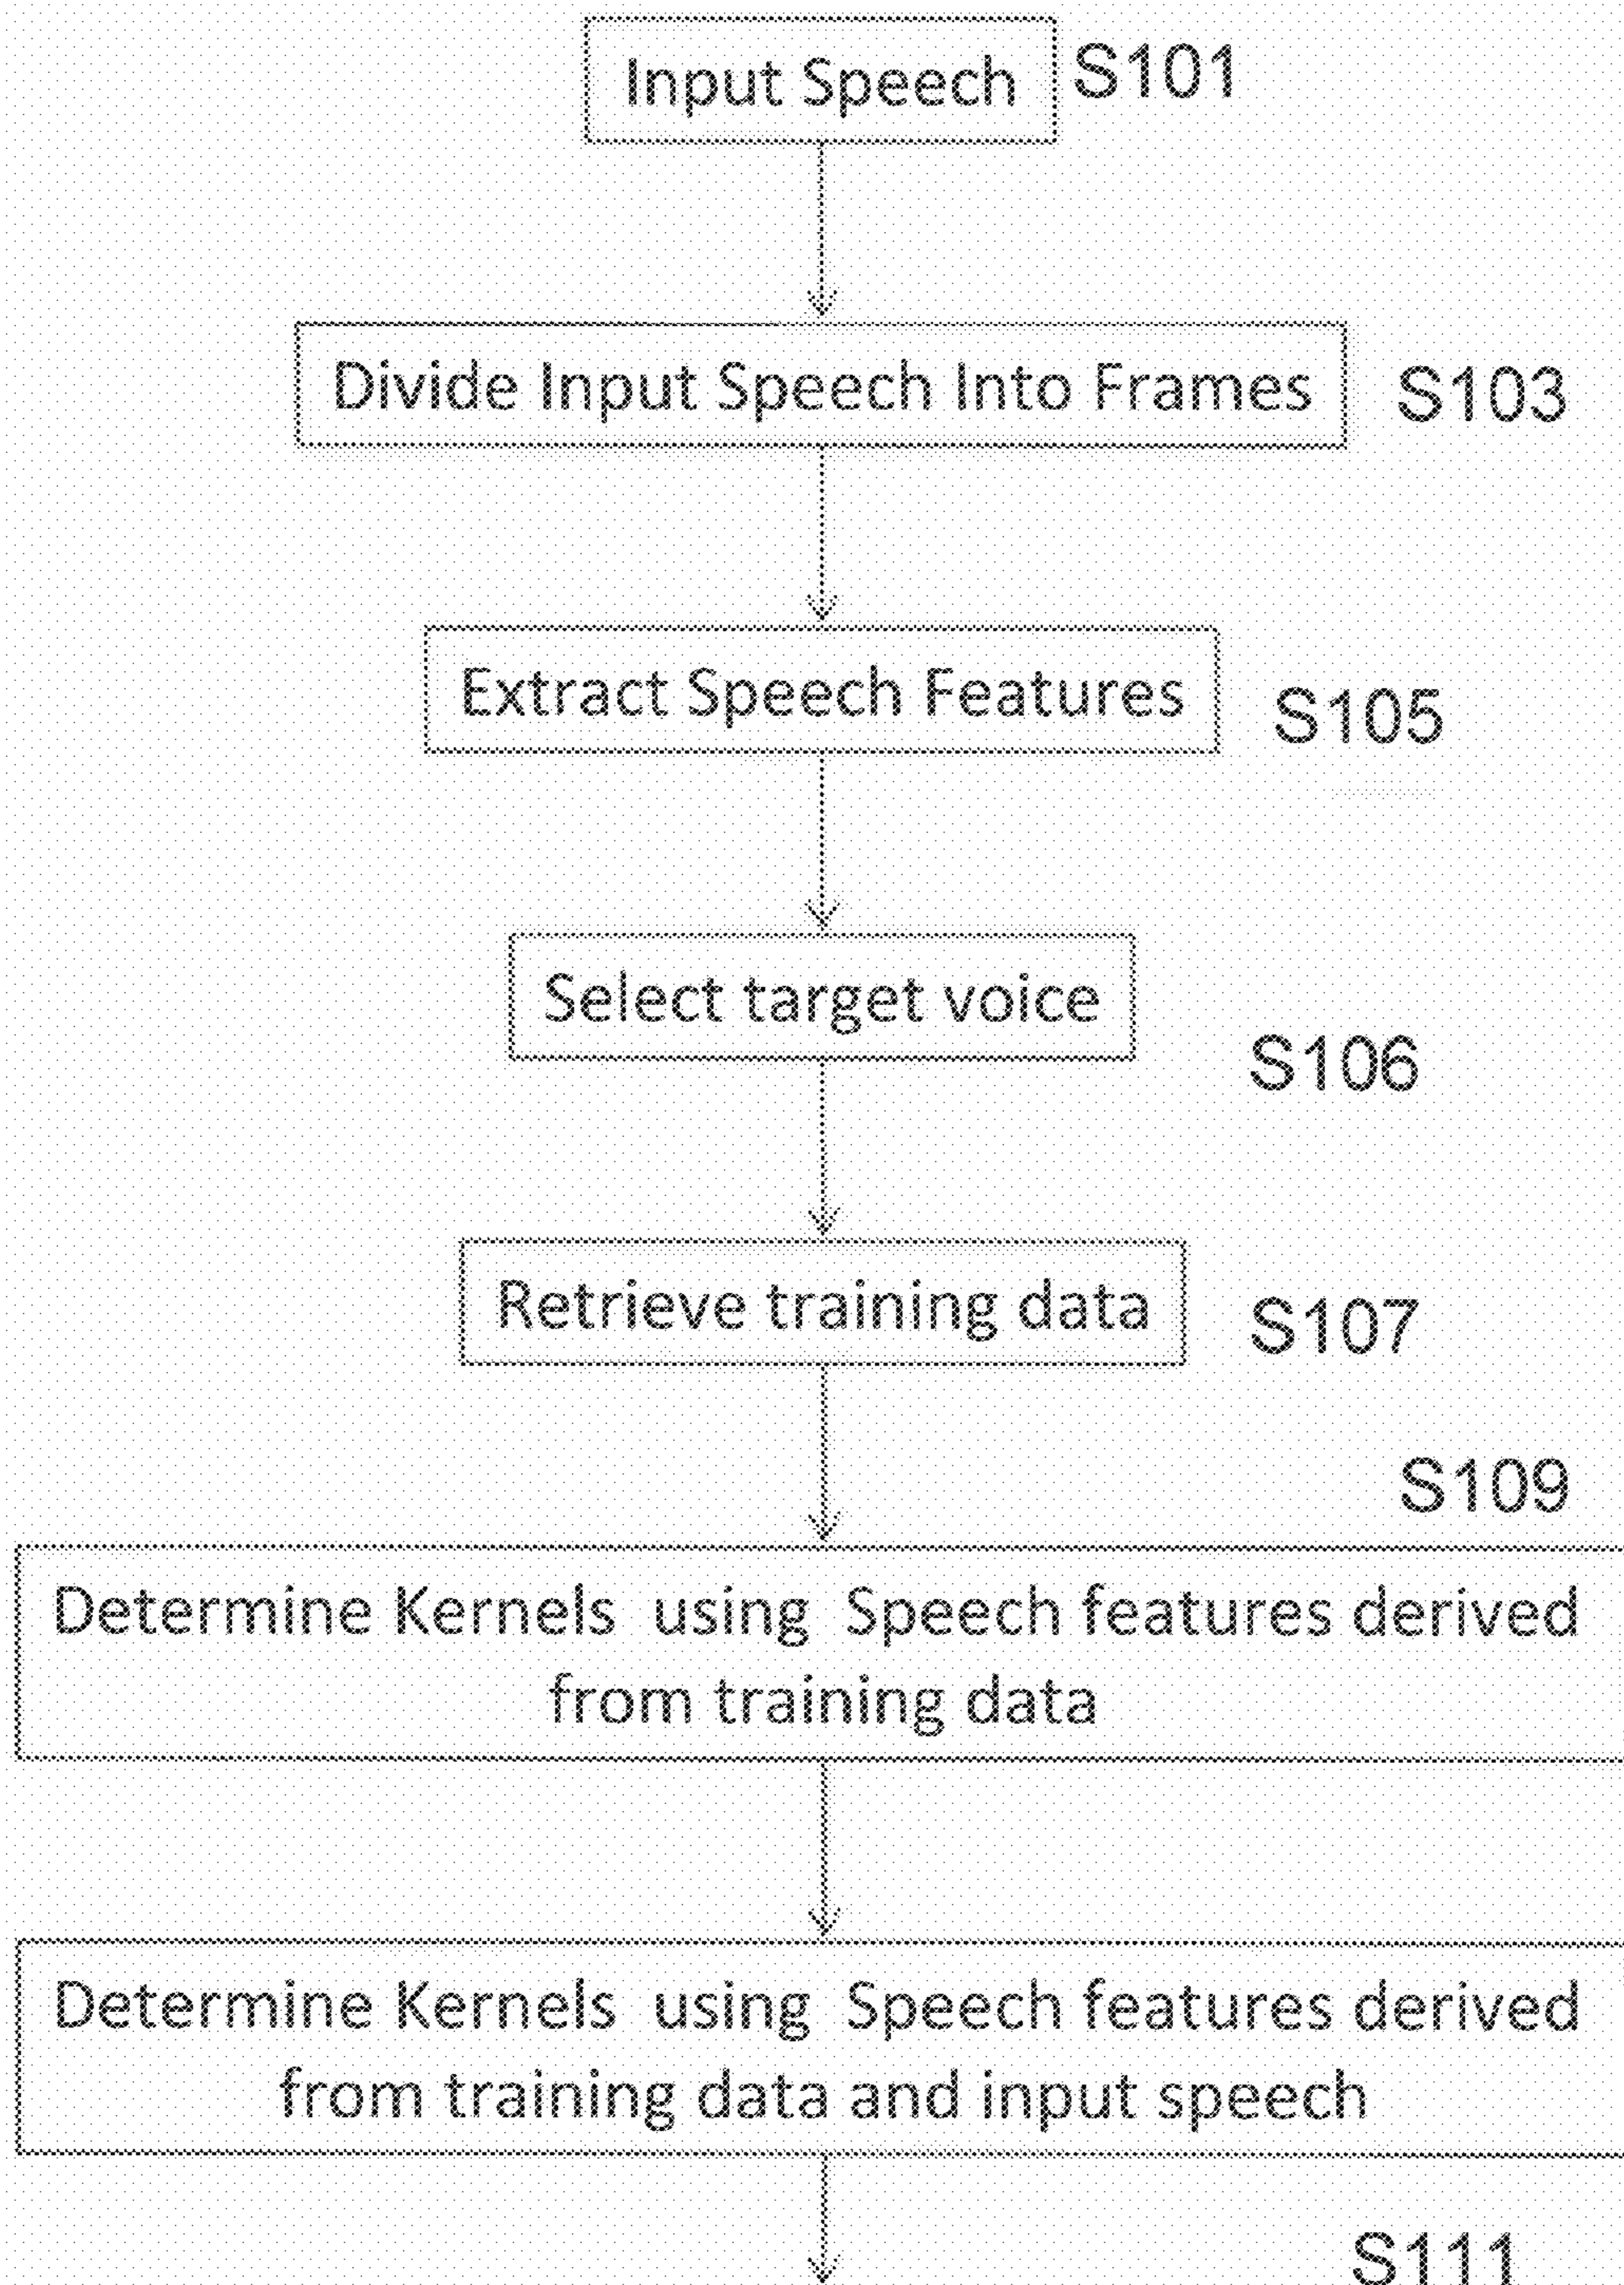 Input Speech S101
Divide Input Speech Into Frames S103
Extract Speech Features S105
Select target voice
S106
Retrieve training data S107
S109
Determine Kernels using Speech features derived
from training data
Determine Kernels using Speech features derived
from training data and input speech
S111